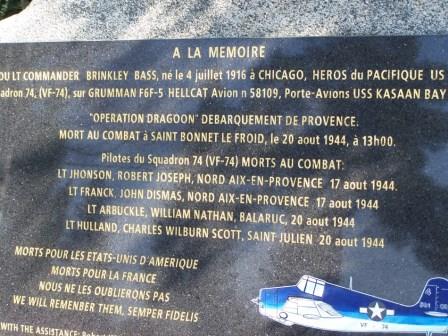 A LA MEMOIRE
DU LT COMMANDER BRINKLEY BASS, né le 4 juillet 1916 à CHICAGO, HEROS du PACIFIQUE US
adron 74, (VF-74), sur GRUMMAN F6F-5 HELLCAT Avion n 58109, Porte-Avions USS KASAAN BAY
"OPERATION DRAGOON" DEBARQUEMENT DE PROVENCE.
MORT AU COMBAT à SAINT BONNET LE FROID, le 20 aout 1944, à 13h00.
Pilotes du Squadron 74 (VF-74) MORTS AU COMBAT:
LT JHONSON, ROBERT JOSEPH, NORD AIX-EN-PROVENCE 17 aout 1944.
LT FRANCK, JOHN DISMAS, NORD AIX-EN-PROVENCE 17 aout 1944
LT ARBUCKLE, WILLIAM NATHAN, BALARUC, 20 aout 1944
LT HULLAND, CHARLES WILBURN SCOTT, SAINT JULIEN 20 aout 1944
MORTS POUR LES ETATS-UNIS D'AMERIQUE
MORTS POUR LA FRANCE
NOUS NE LES OUBLIERONS PAS
WE WILL REMENBER THEM, SEMPER FIDELIS
VF - 74
WITH THE ASSISTANCE: